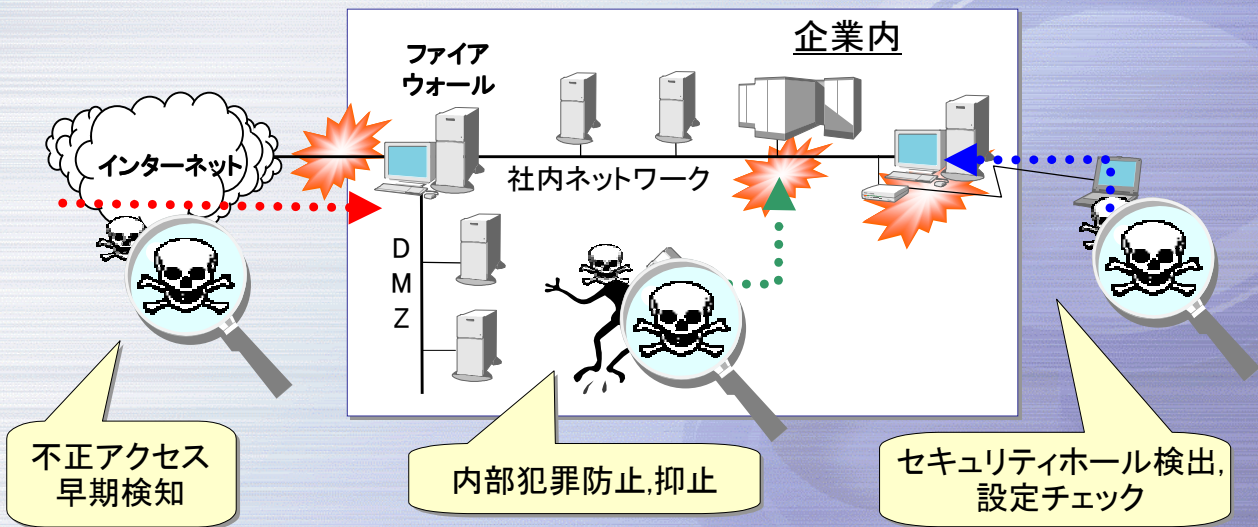 企業内
ファイア
ウォール
インターネット
社内ネットワーク
D
M
Z
不正アクセス
早期検知
内部犯罪防止,抑止
セキュリティホール検出,
設定チェック